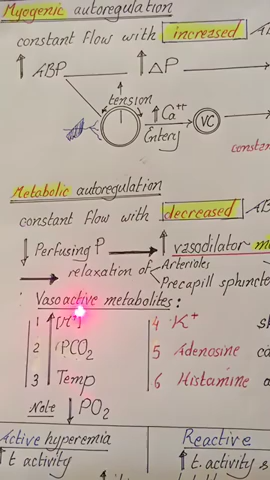 Myogenic autoregulation
constant Flow with increased
↑ ABP ↑ ΔP
tension
↑ Ca++
Entery
VC
Metabolic autoregulation
constant Flow with decreased
↓ Perfusing P → ↑ vasodilator
→ relaxation of Arterioles
Precapill sphincte
Vasoactive metabolites:
1 ↑ [H+] 4 K+
2 PCO2 5 Adenosine
3 Temp 6 Histamine
Note ↓ PO2
Active hyperemia Reactive
↑ t activity ↑ t. activity